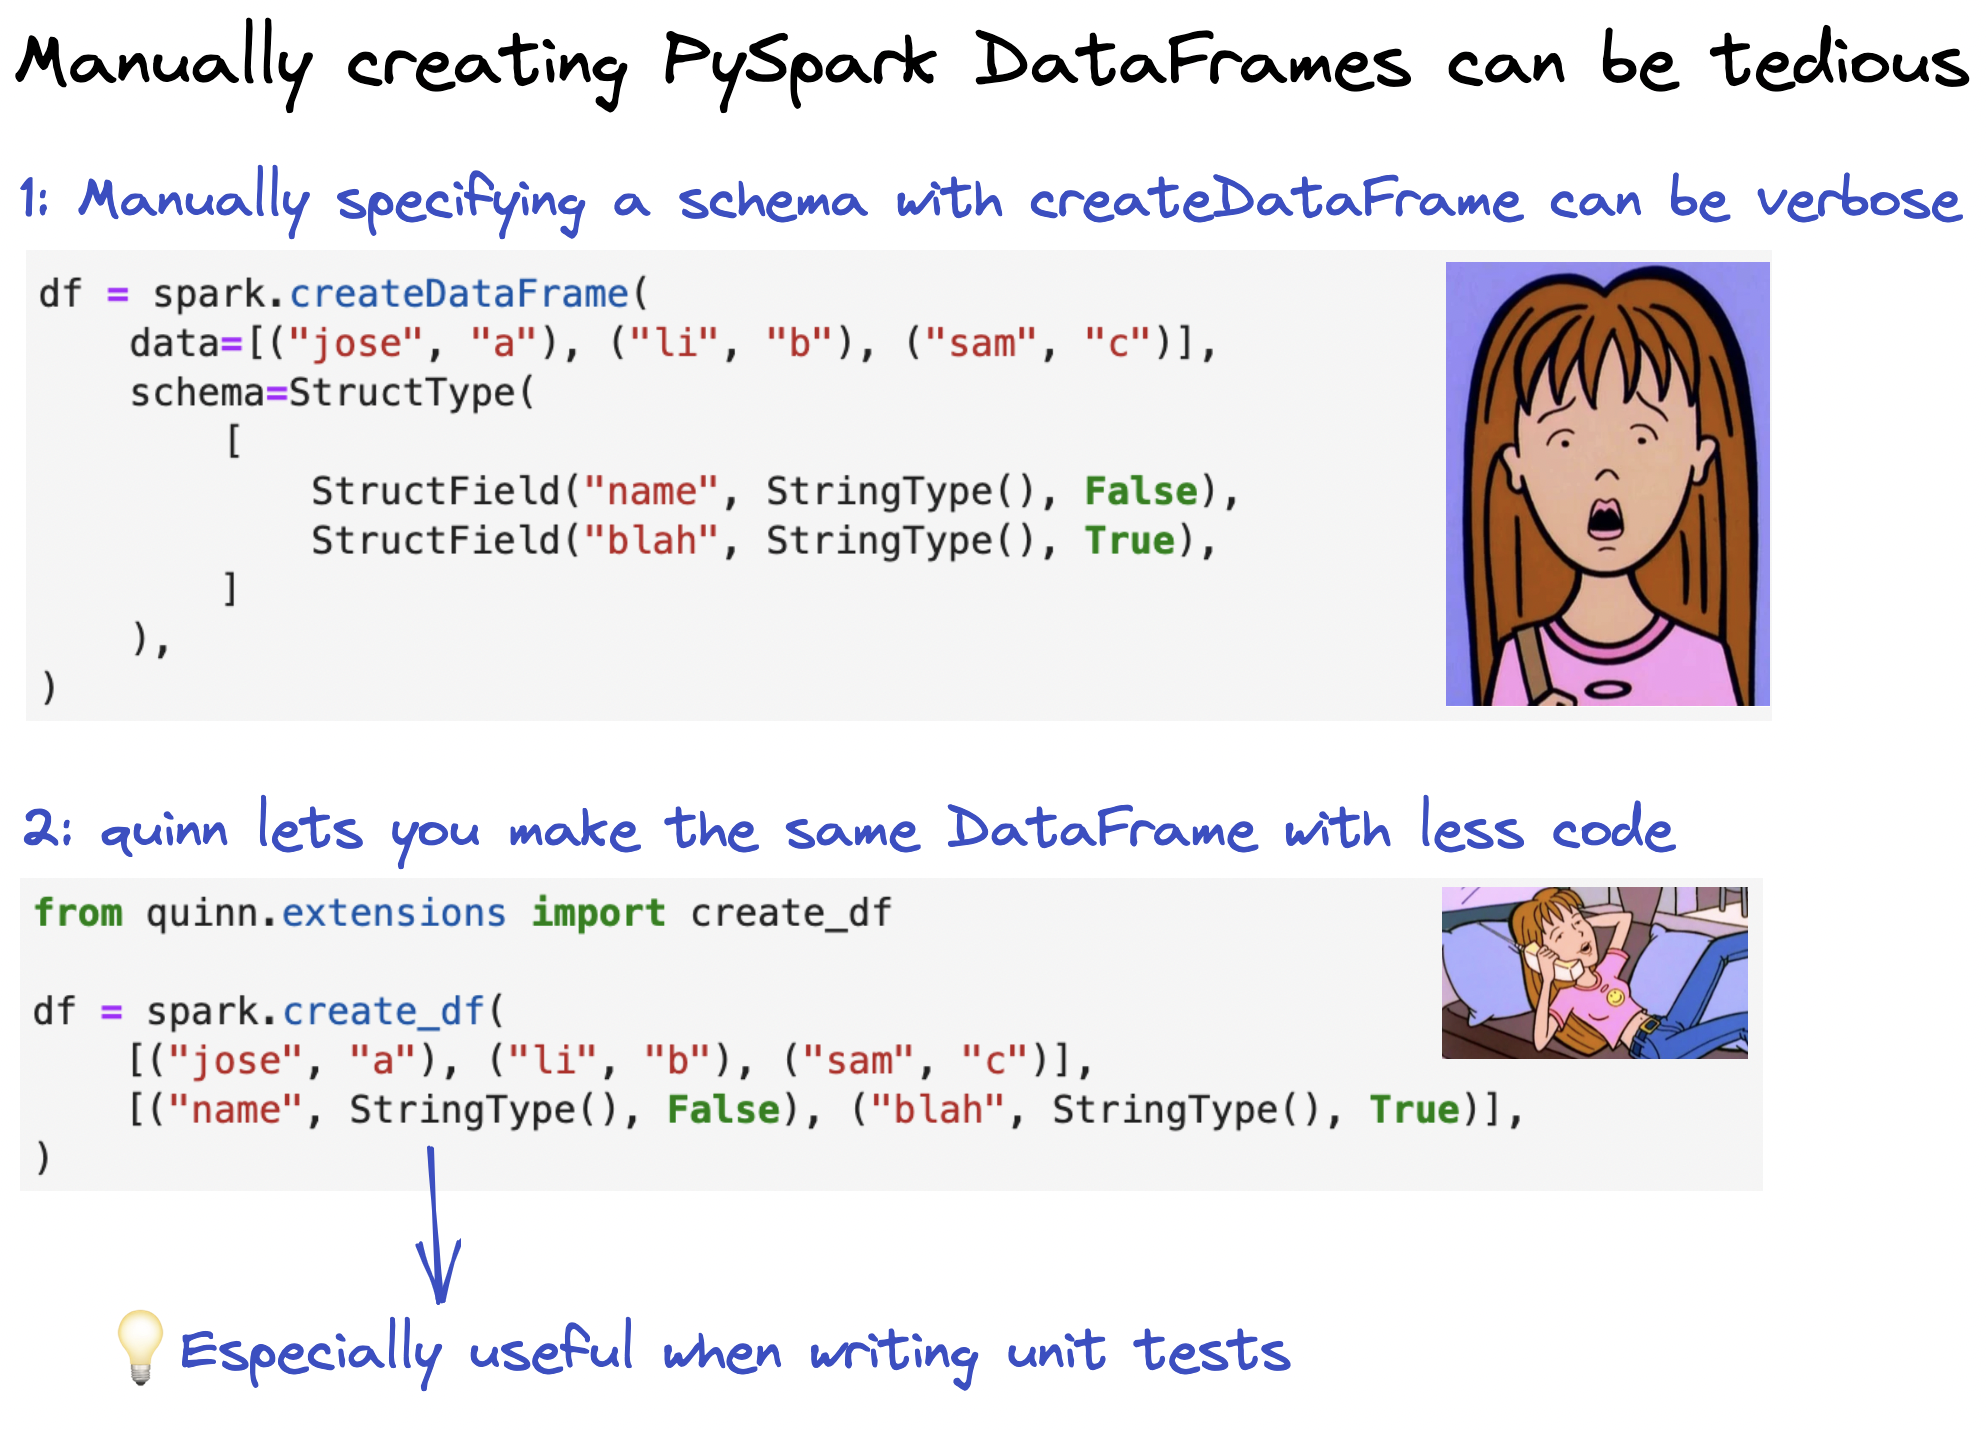 Manually creating PySpark DataFrames can be tedious
1: Manually specifying a schema with createDataFrame can be verbose
df = spark.createDataFrame(
    data=[("jose", "a"), ("li", "b"), ("sam", "c")],
    schema=StructType(
        [
            StructField("name", StringType(), False),
            StructField("blah", StringType(), True),
        ]
    ),
)
2: quinn lets you make the same DataFrame with less code
from quinn.extensions import create_df
df = spark.create_df(
    [("jose", "a"), ("li", "b"), ("sam", "c")],
    [("name", StringType(), False), ("blah", StringType(), True)],
)
Especially useful when writing unit tests